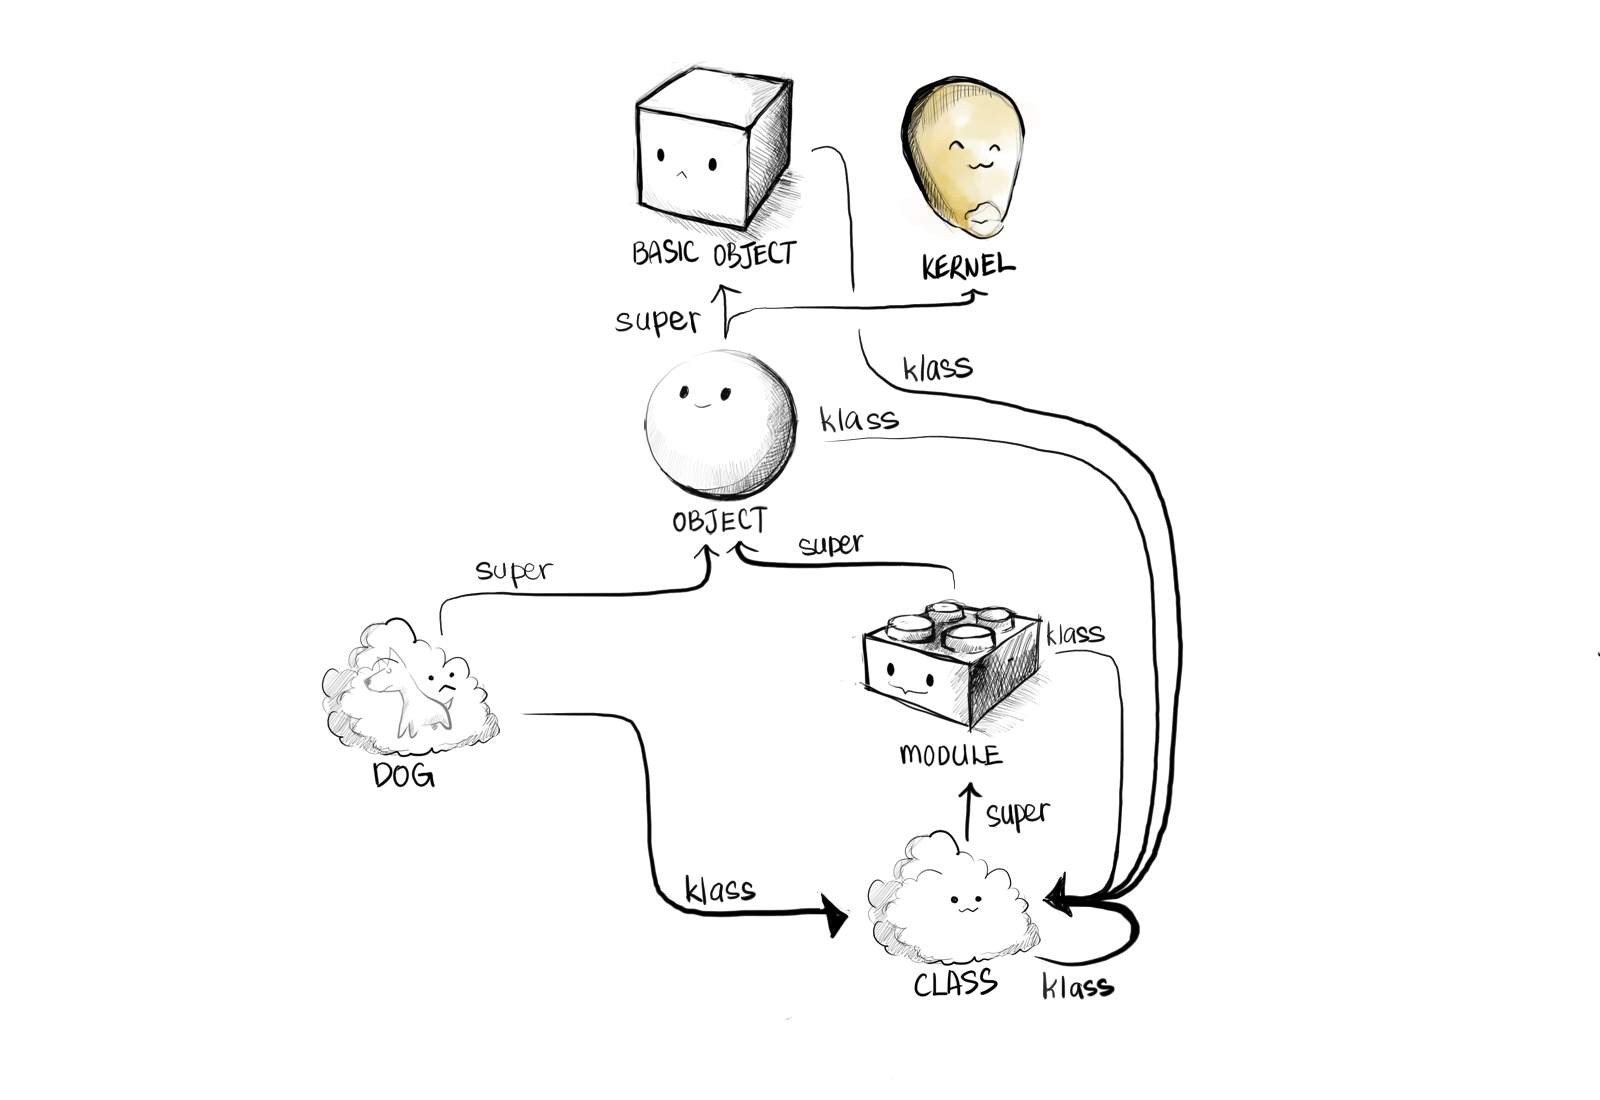 BASIC OBJECT
KERNEL
super
klass
klass
OBJECT
super
super
klass
DOG
MODULE
super
klass
CLASS
klass